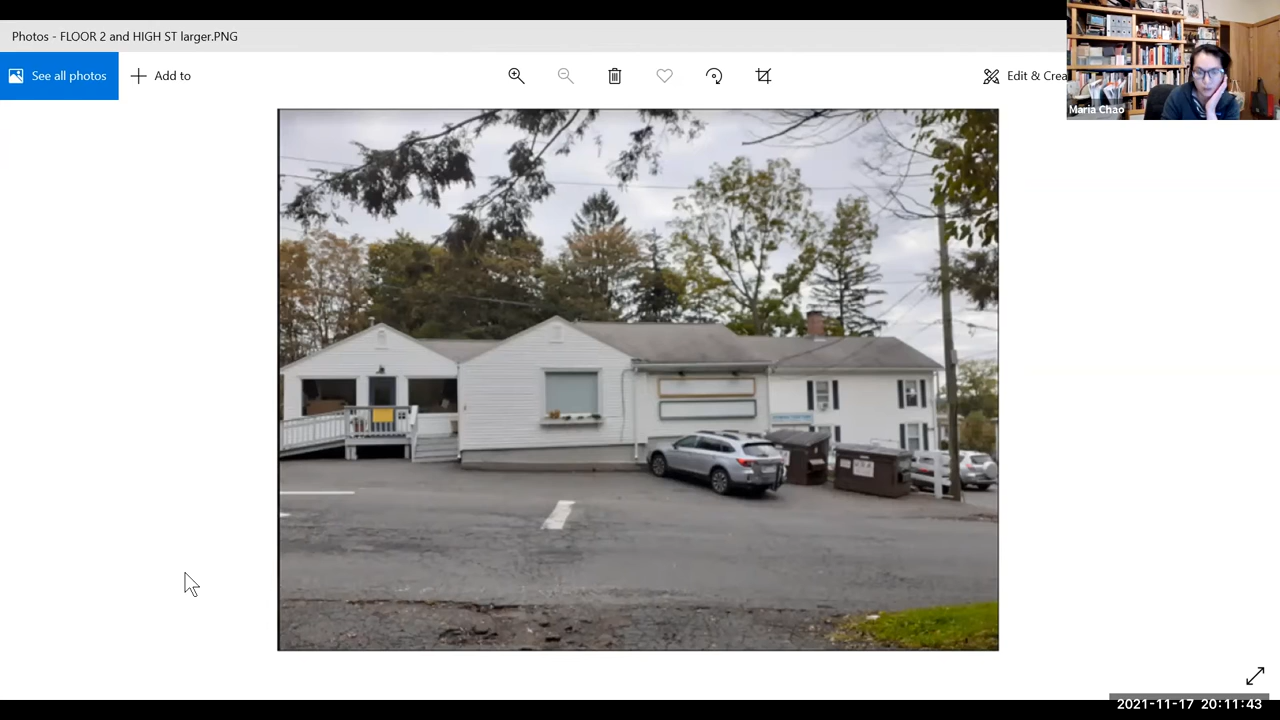 Photos - FLOOR 2 and HIGH ST larger.PNG
See all photos
Add to
Edit & Crea
Maria Chao
2021-11-17 20:11:43